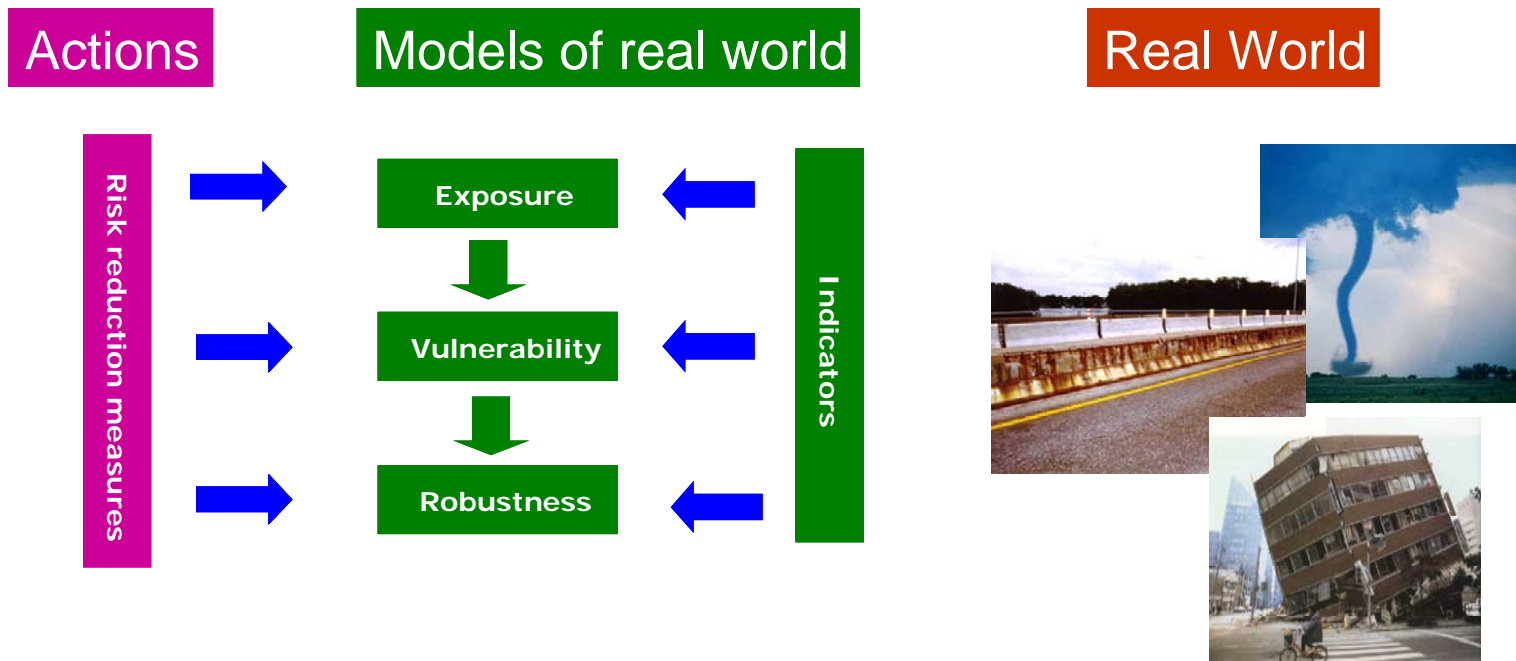 Actions
Models of real world
Real World
Risk reduction measures
Exposure
Vulnerability
Robustness
Indicators